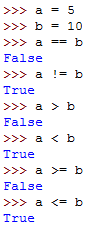 >>> a = 5
>>> b = 10
>>> a == b
False
>>> a != b
True
>>> a > b
False
>>> a < b
True
>>> a >= b
False
>>> a <= b
True